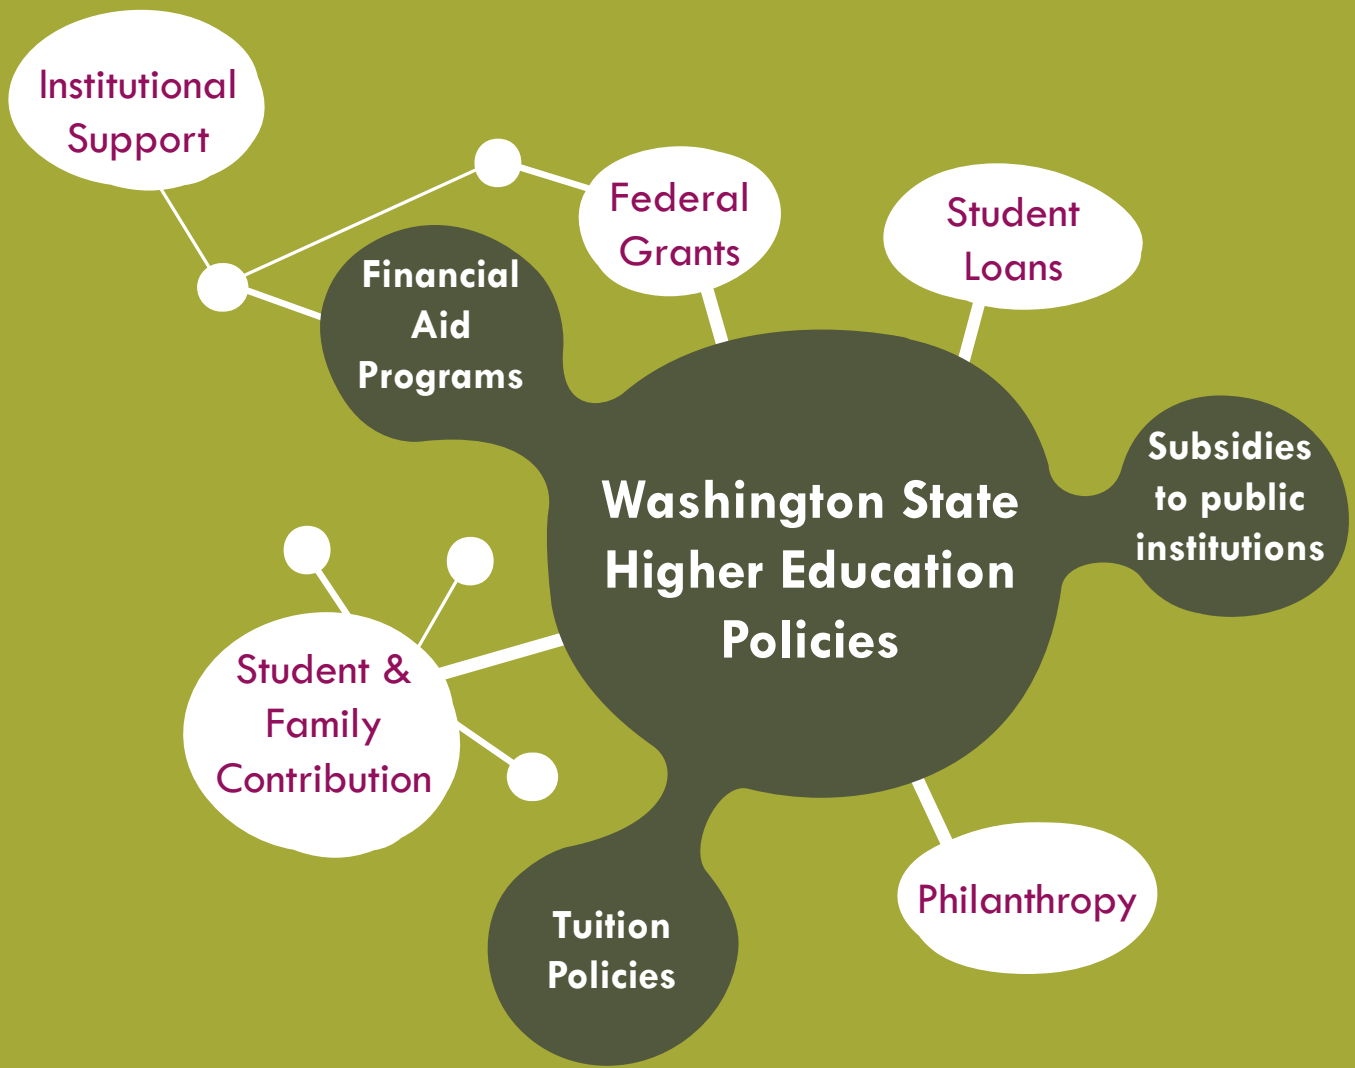 Institutional
Support
Federal
Grants
Student
Loans
Financial
Aid
Programs
Subsidies
to public
institutions
Washington State
Higher Education
Policies
Student &
Family
Contribution
Philanthropy
Tuition
Policies